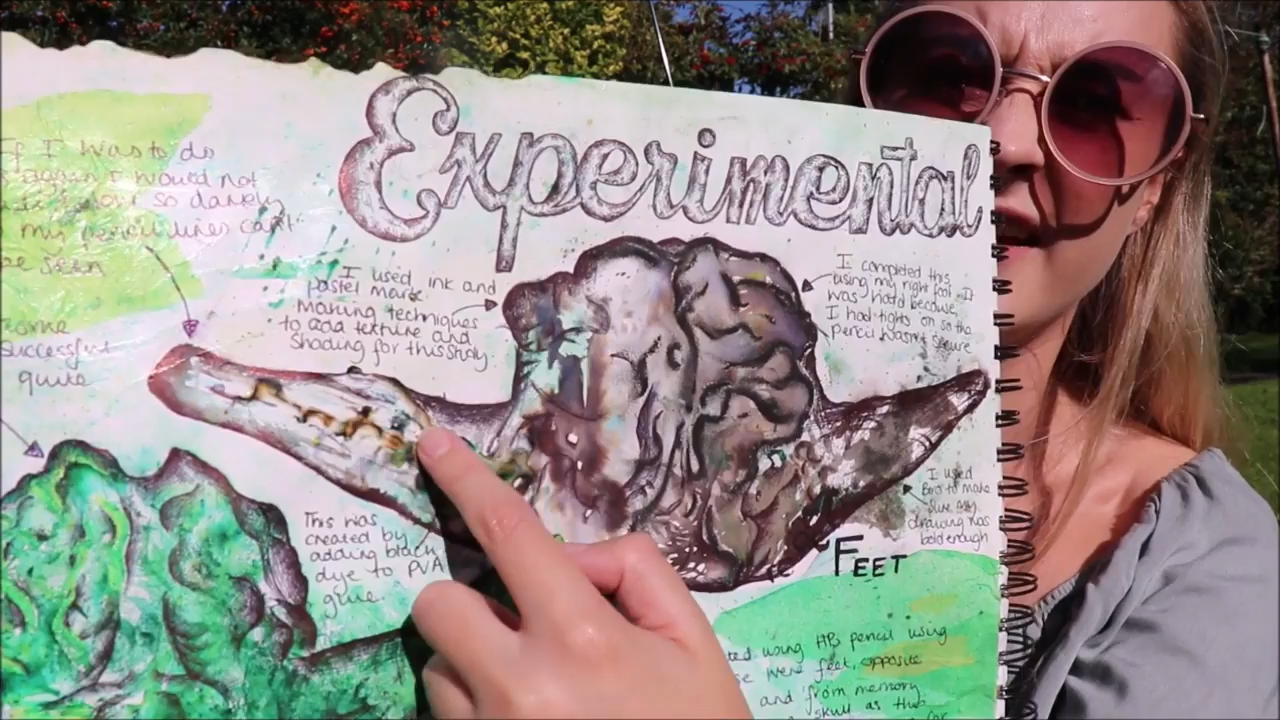 Experimental
If I was to do
again I would not
so darkly
my pencil lines can't
be seen
successful
quite
I used ink and
pastel mark
making techniques
to add texture and
shading for this study
I completed this
using my right foot. It
was hard because,
I had tights on so the
pencil wasn't secure
This was
created by
adding black
dye to PVA
glue.
I used
Biro to make
sure my
drawing was
bold enough
FEET
ted using HB pencil using
se were feet, opposite
and from memory
skull as the
for